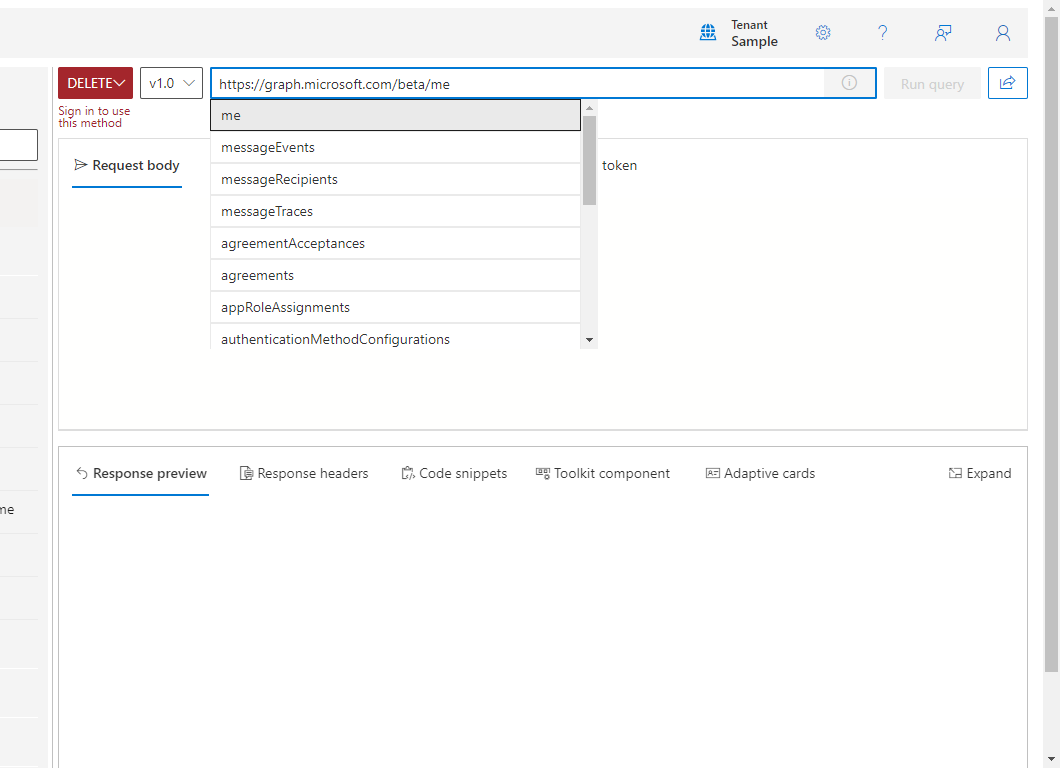 Tenant
Sample
DELETE
v1.0
https://graph.microsoft.com/beta/me
Run query
Sign in to use
this method
me
messageEvents
messageRecipients
messageTraces
agreementAcceptances
agreements
appRoleAssignments
authenticationMethodConfigurations
Request body
token
Response preview
Response headers
Code snippets
Toolkit component
Adaptive cards
Expand
me